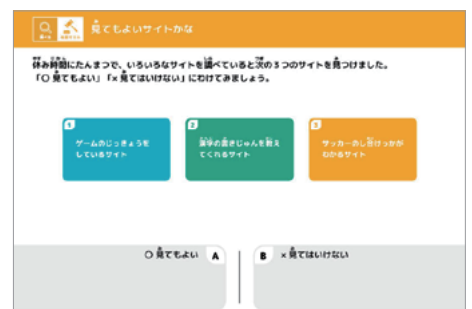 見てもよいサイトかな
休み時間にたんまつで、いろいろなサイトを調べていると次の3つのサイトを見つけました。
「○ 見てもよい」「× 見てはいけない」にわけてみましょう。
1
ゲームのじっきょうを
しているサイト
2
漢字の書きじゅんを教え
てくれるサイト
3
サッカーのし合けっかが
わかるサイト
○ 見てもよい A
B × 見てはいけない